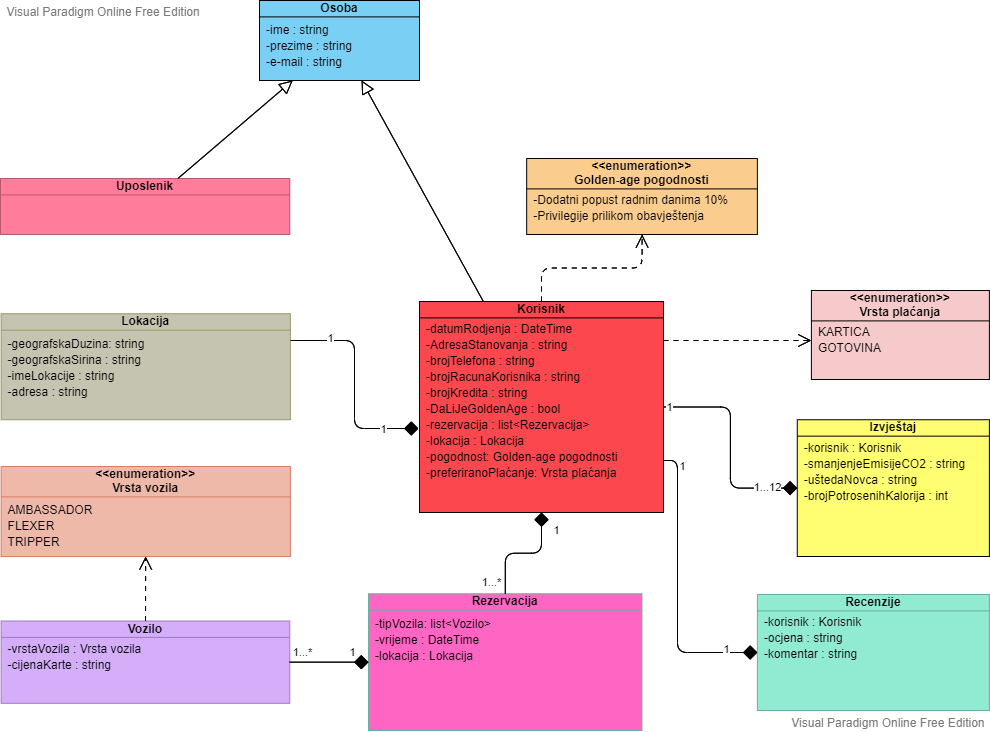 Visual Paradigm Online Free Edition
Osoba
-ime : string
-prezime : string
-e-mail : string
Uposlenik
<<enumeration>>
Golden-age pogodnosti
-Dodatni popust radnim danima 10%
-Privilegije prilikom obavještenja
Lokacija
-geografskaDuzina: string
-geografskaSirina : string
-imeLokacije : string
-adresa : string
1
1
Korisnik
-datumRodjenja : DateTime
-AdresaStanovanja : string
-brojTelefona : string
-brojRacunaKorisnika : string
-brojKredita : string
-DaLiJeGoldenAge : bool
-rezervacija : list<Rezervacija>
-lokacija : Lokacija
-pogodnost: Golden-age pogodnosti
-preferiranoPlaćanje: Vrsta plaćanja
<<enumeration>>
Vrsta plaćanja
KARTICA
GOTOVINA
1
1...12
Izvještaj
-korisnik : Korisnik
-smanjenjeEmisijeCO2 : string
-uštedaNovca : string
-brojPotrosenihKalorija : int
<<enumeration>>
Vrsta vozila
AMBASSADOR
FLEXER
TRIPPER
1
1...*
Vozilo
-vrstaVozila : Vrsta vozila
-cijenaKarte : string
1...*
1
Rezervacija
-tipVozila: list<Vozilo>
-vrijeme : DateTime
-lokacija : Lokacija
1
1
Recenzije
-korisnik : Korisnik
-ocjena : string
-komentar : string
Visual Paradigm Online Free Edition